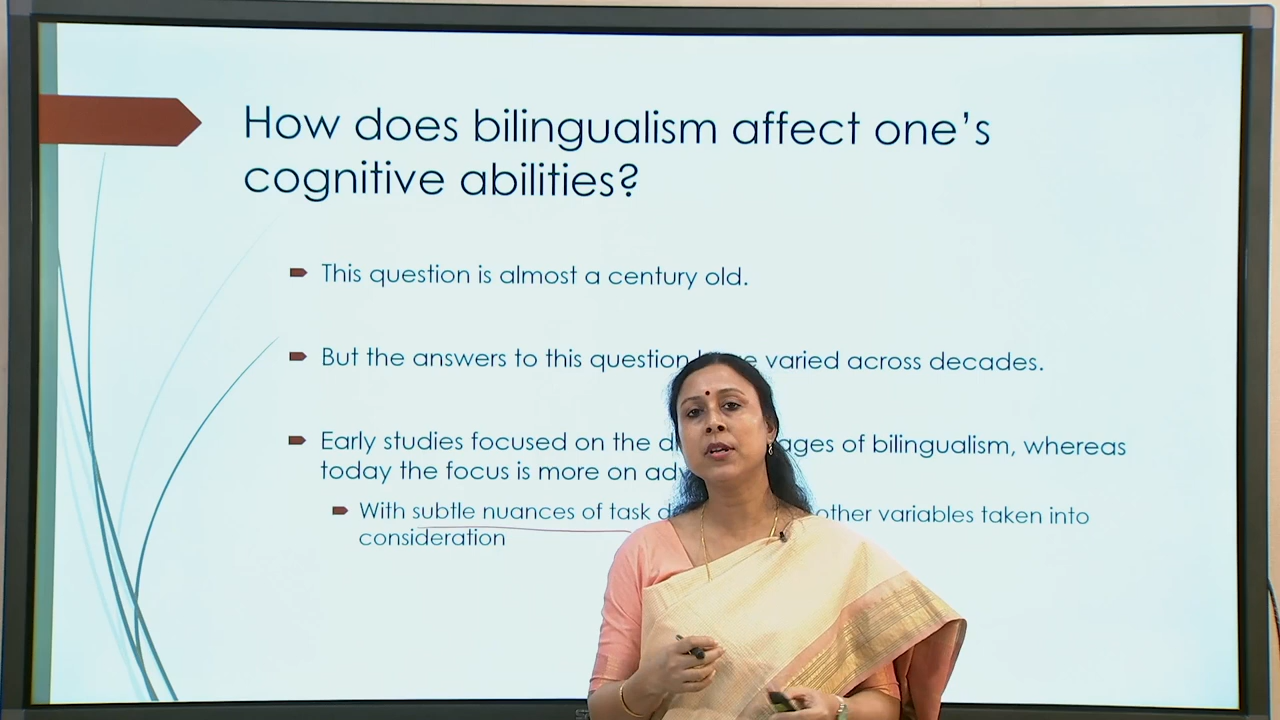 How does bilingualism affect one's
cognitive abilities?
This question is almost a century old.
But the answers to this question varied across decades.
Early studies focused on the of bilingualism, whereas
today the focus is more on
With subtle nuances of task other variables taken into
consideration